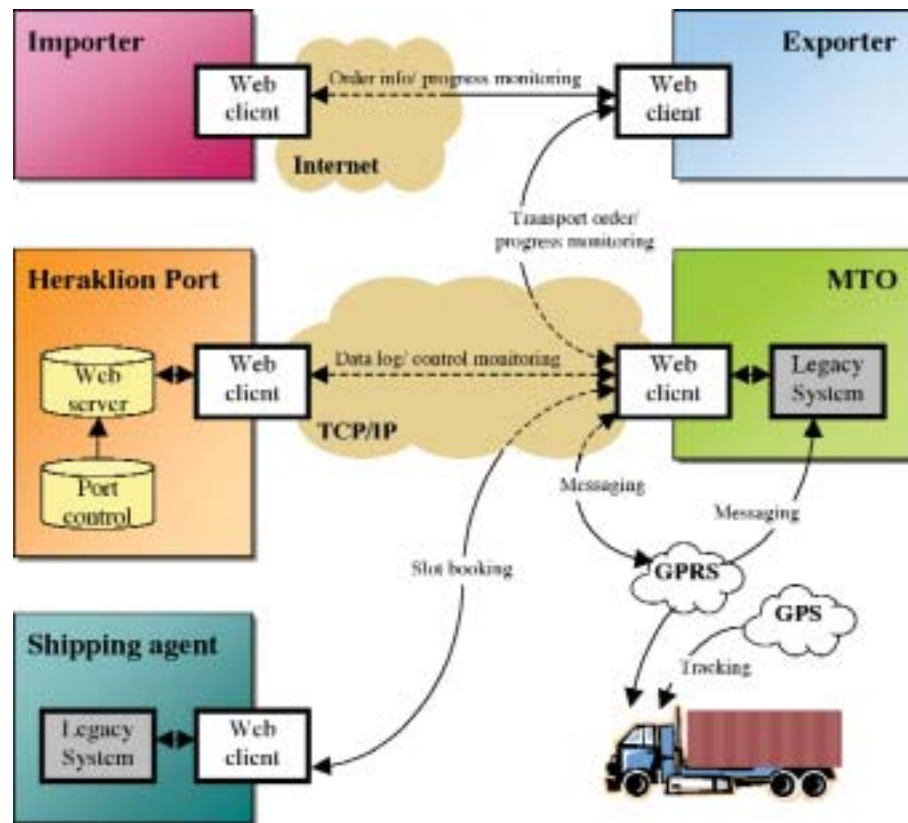 Importer
Exporter
Web
client
Order info/ progress monitoring
Web
client
Internet
Transport order/
progress monitoring
Heraklion Port
MTO
Web
server
Web
client
Data log/ control monitoring
Web
client
Legacy
System
TCP/IP
Port
control
Messaging
Messaging
Slot booking
GPRS
GPS
Shipping agent
Tracking
Legacy
System
Web
client